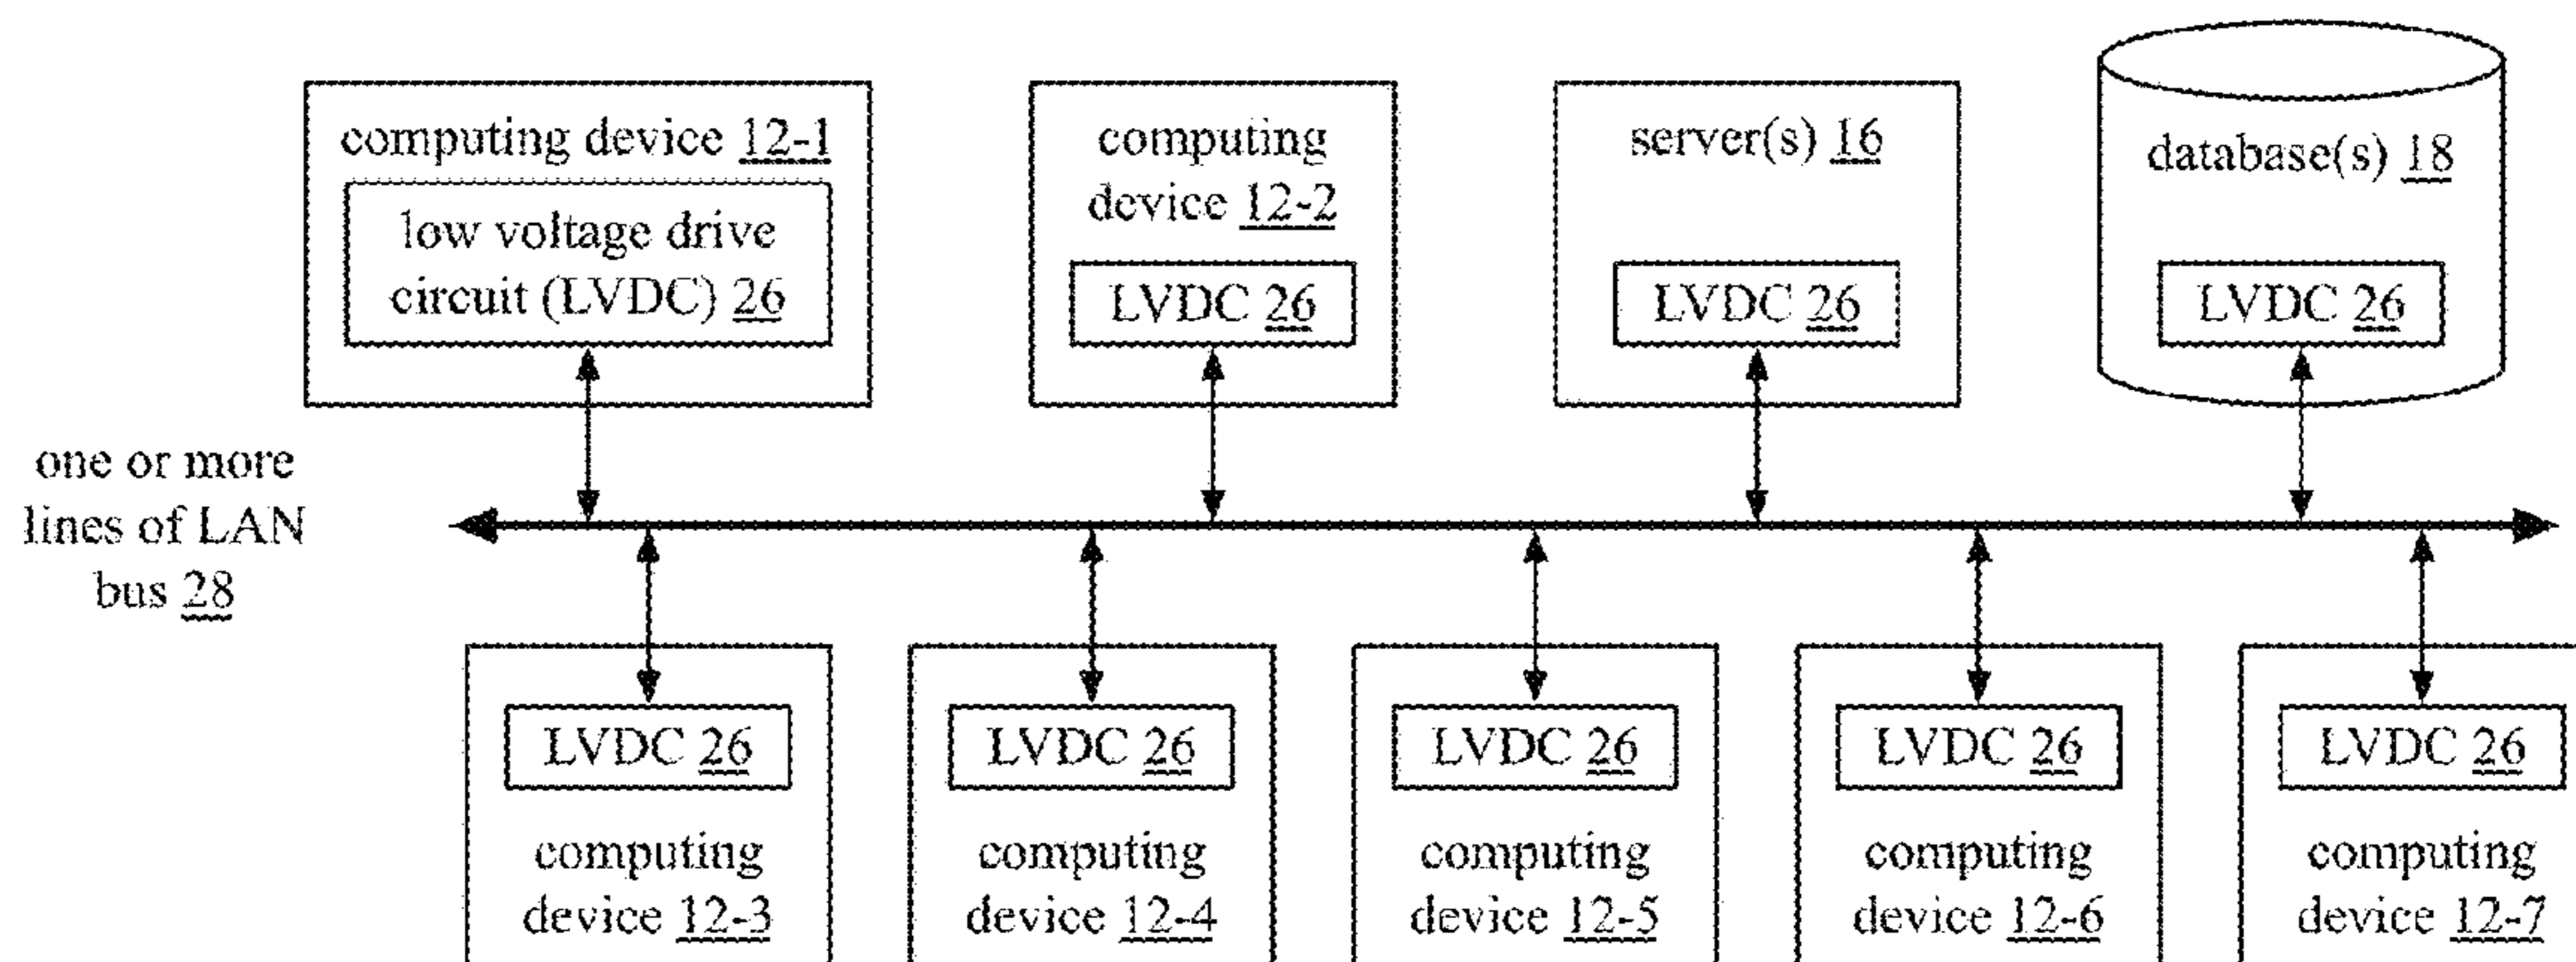 computing device 12-1
low voltage drive
circuit (LVDC) 26
computing
device 12-2
LVDC 26
server(s) 16
LVDC 26
database(s) 18
LVDC 26
one or more
lines of LAN
bus 28
LVDC 26
computing
device 12-3
LVDC 26
computing
device 12-4
LVDC 26
computing
device 12-5
LVDC 26
computing
device 12-6
LVDC 26
computing
device 12-7